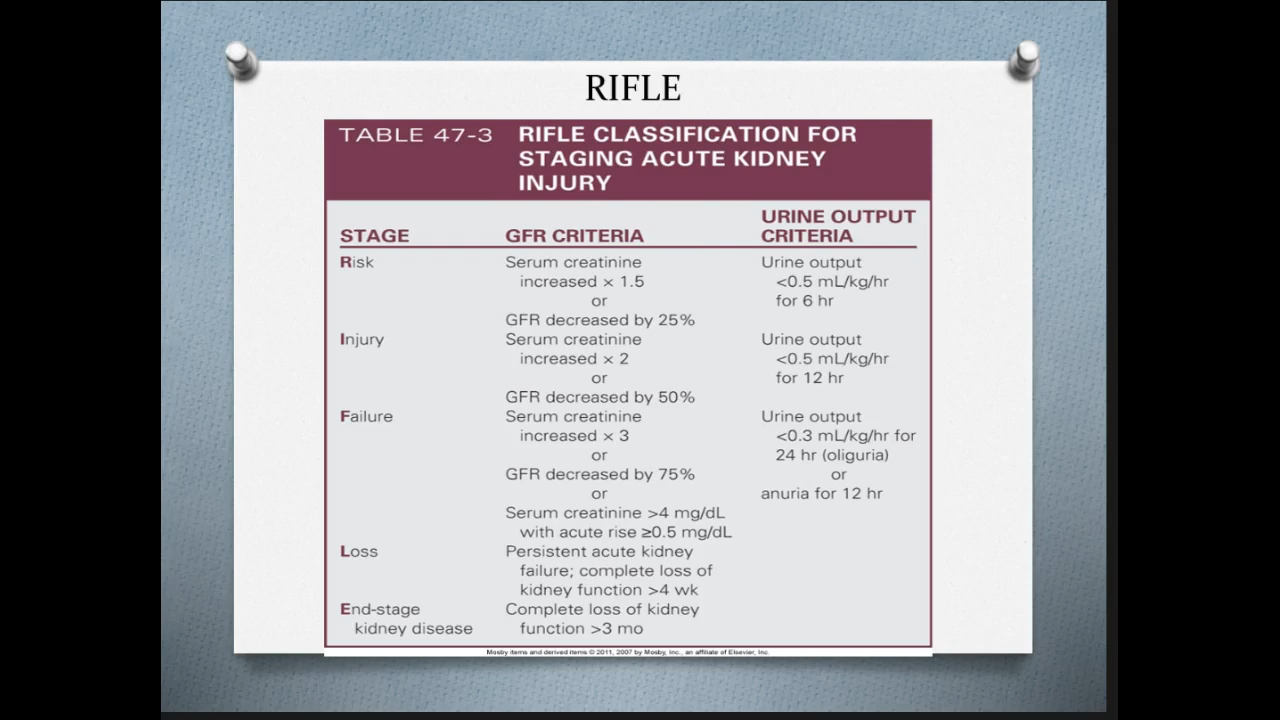 RIFLE
TABLE 47-3 RIFLE CLASSIFICATION FOR
STAGING ACUTE KIDNEY
INJURY
URINE OUTPUT
STAGE GFR CRITERIA CRITERIA
Risk Serum creatinine Urine output
increased × 1.5 <0.5 mL/kg/hr
or for 6 hr
GFR decreased by 25%
Injury Serum creatinine Urine output
increased × 2 <0.5 mL/kg/hr
or for 12 hr
GFR decreased by 50%
Failure Serum creatinine Urine output
increased × 3 <0.3 mL/kg/hr for
or 24 hr (oliguria)
GFR decreased by 75% or
or anuria for 12 hr
Serum creatinine >4 mg/dL
with acute rise ≥0.5 mg/dL
Loss Persistent acute kidney
failure; complete loss of
kidney function >4 wk
End-stage Complete loss of kidney
kidney disease function >3 mo
Mosby items and derived items © 2011, 2007 by Mosby, Inc., an affiliate of Elsevier, Inc.